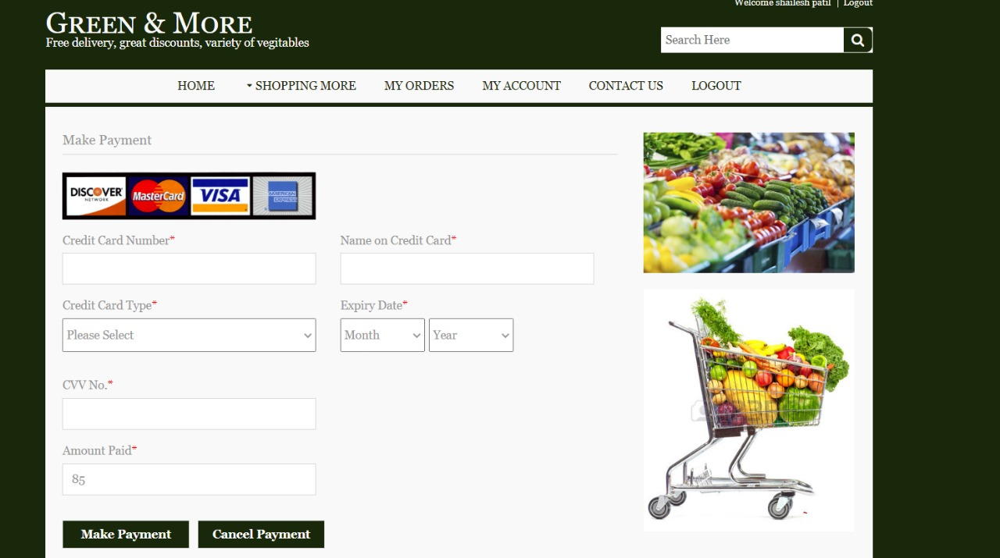 Welcome shailesh patil | Logout
GREEN & MORE
Free delivery, great discounts, variety of vegitables
Search Here
HOME SHOPPING MORE MY ORDERS MY ACCOUNT CONTACT US LOGOUT
Make Payment
DISCOVER NETWORK MasterCard VISA AMERICAN EXPRESS
Credit Card Number* Name on Credit Card*
Credit Card Type* Expiry Date*
Please Select Month Year
CVV No.*
Amount Paid*
85
Make Payment Cancel Payment